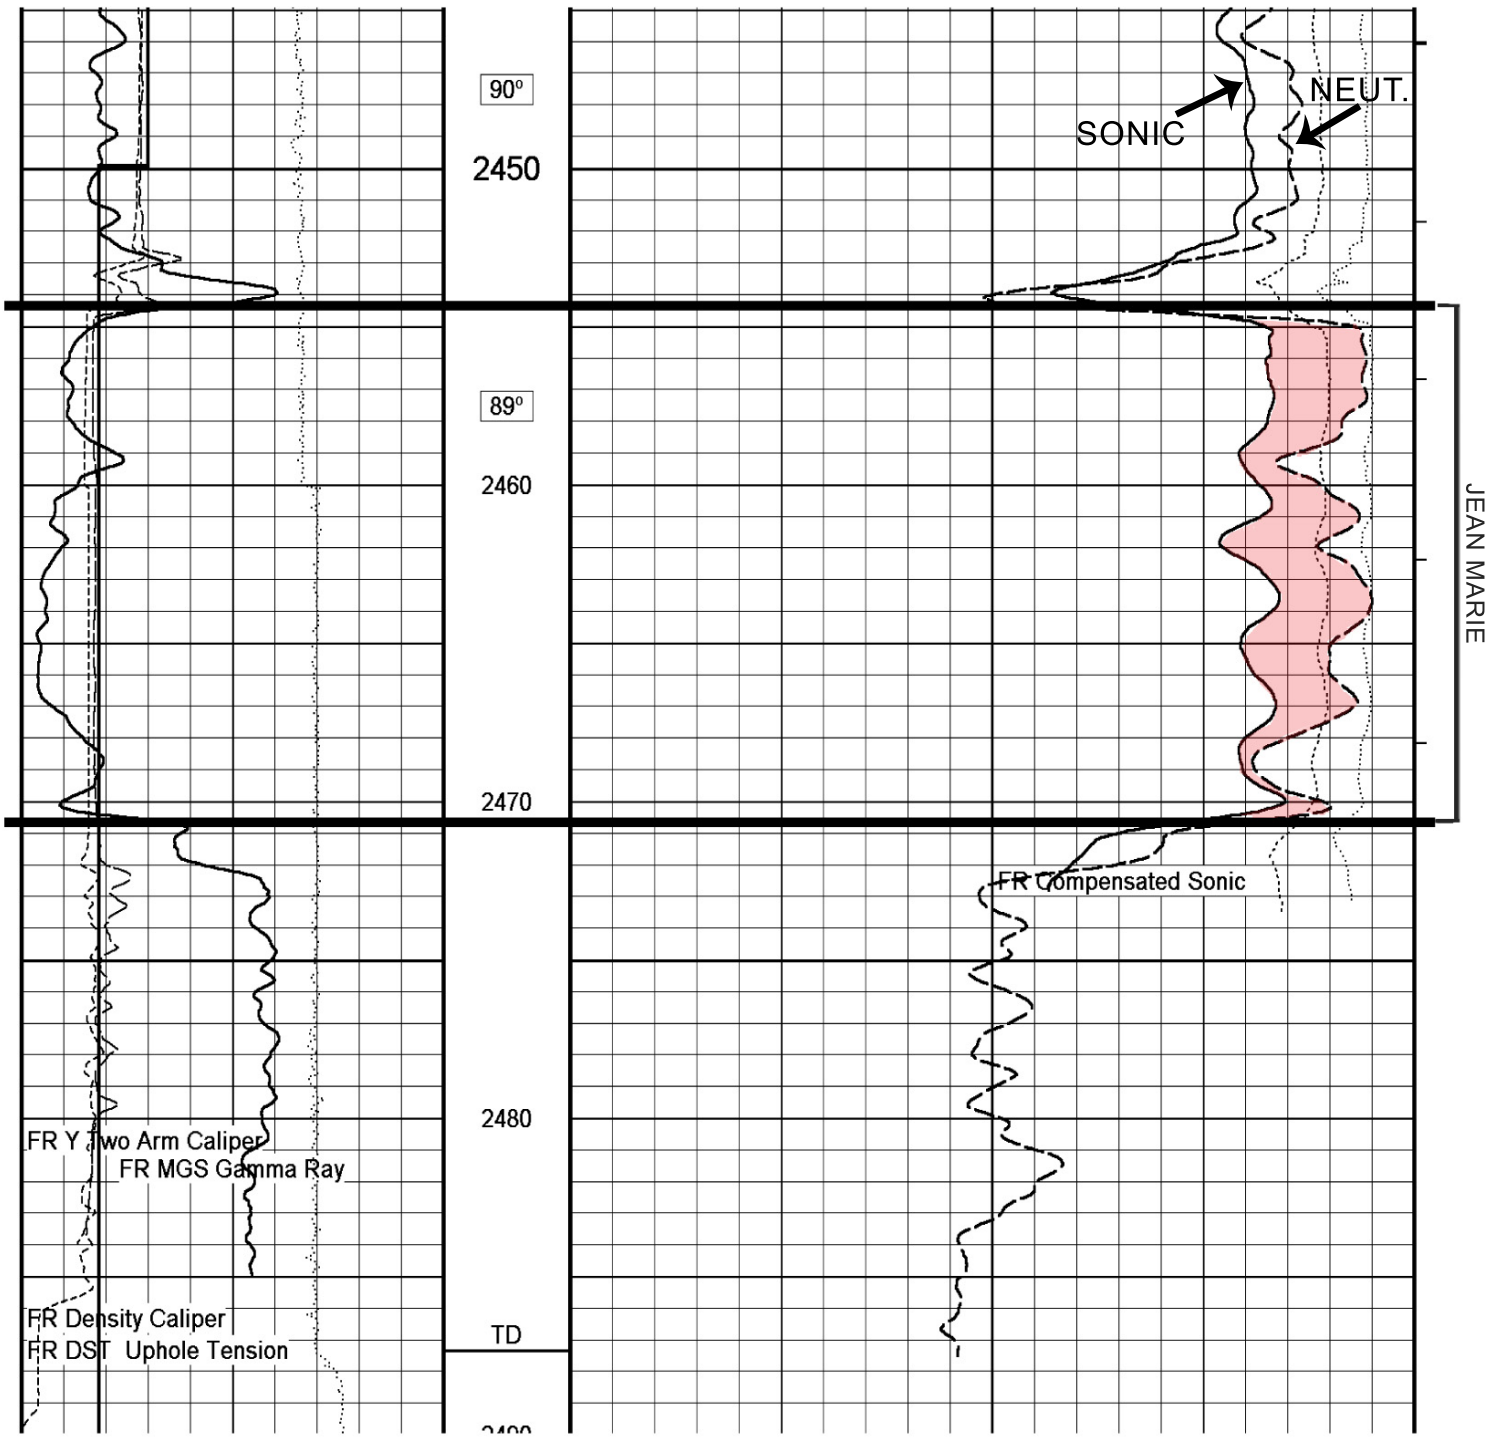 90º
NEUT.
SONIC
2450
89º
2460
JEAN MARIE
2470
FR Compensated Sonic
2480
FR Y Two Arm Caliper
FR MGS Gamma Ray
FR Density Caliper
TD
FR DST Uphole Tension